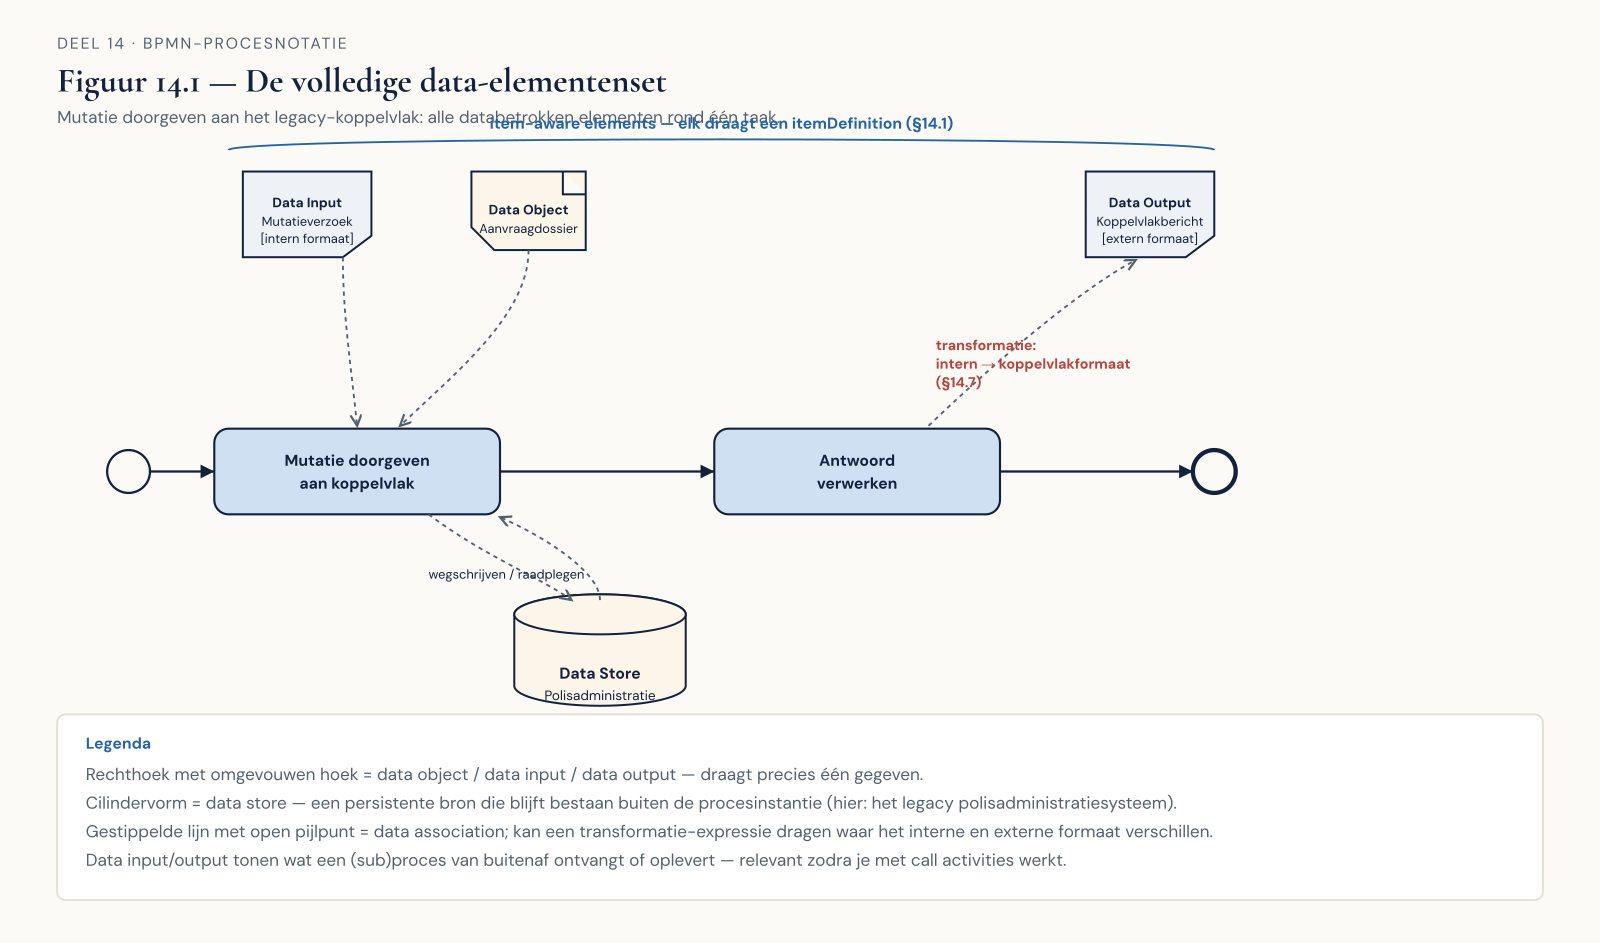 DEEL 14 · BPMN-PROCESNOTATIE
Figuur 14.1 — De volledige data-elementenset
Mutatie doorgeven aan het legacy-koppelvlak: alle databetrokken elementen rond één taak.
Item-aware elements — elk draagt een itemDefinition (§14.1)
Data Input
Mutatieverzoek
[intern formaat]
Data Object
Aanvraagdossier
Data Output
Koppelvlakbericht
[extern formaat]
transformatie:
intern → koppelvlakformaat
(§14.7)
Mutatie doorgeven
aan koppelvlak
Antwoord
verwerken
wegschrijven / raadplegen
Data Store
Polisadministratie
Legenda
Rechthoek met omgevouwen hoek = data object / data input / data output — draagt precies één gegeven.
Cilindervorm = data store — een persistente bron die blijft bestaan buiten de procesinstantie (hier: het legacy polisadministratiesysteem).
Gestippelde lijn met open pijlpunt = data association; kan een transformatie-expressie dragen waar het interne en externe formaat verschillen.
Data input/output tonen wat een (sub)proces van buitenaf ontvangt of oplevert — relevant zodra je met call activities werkt.